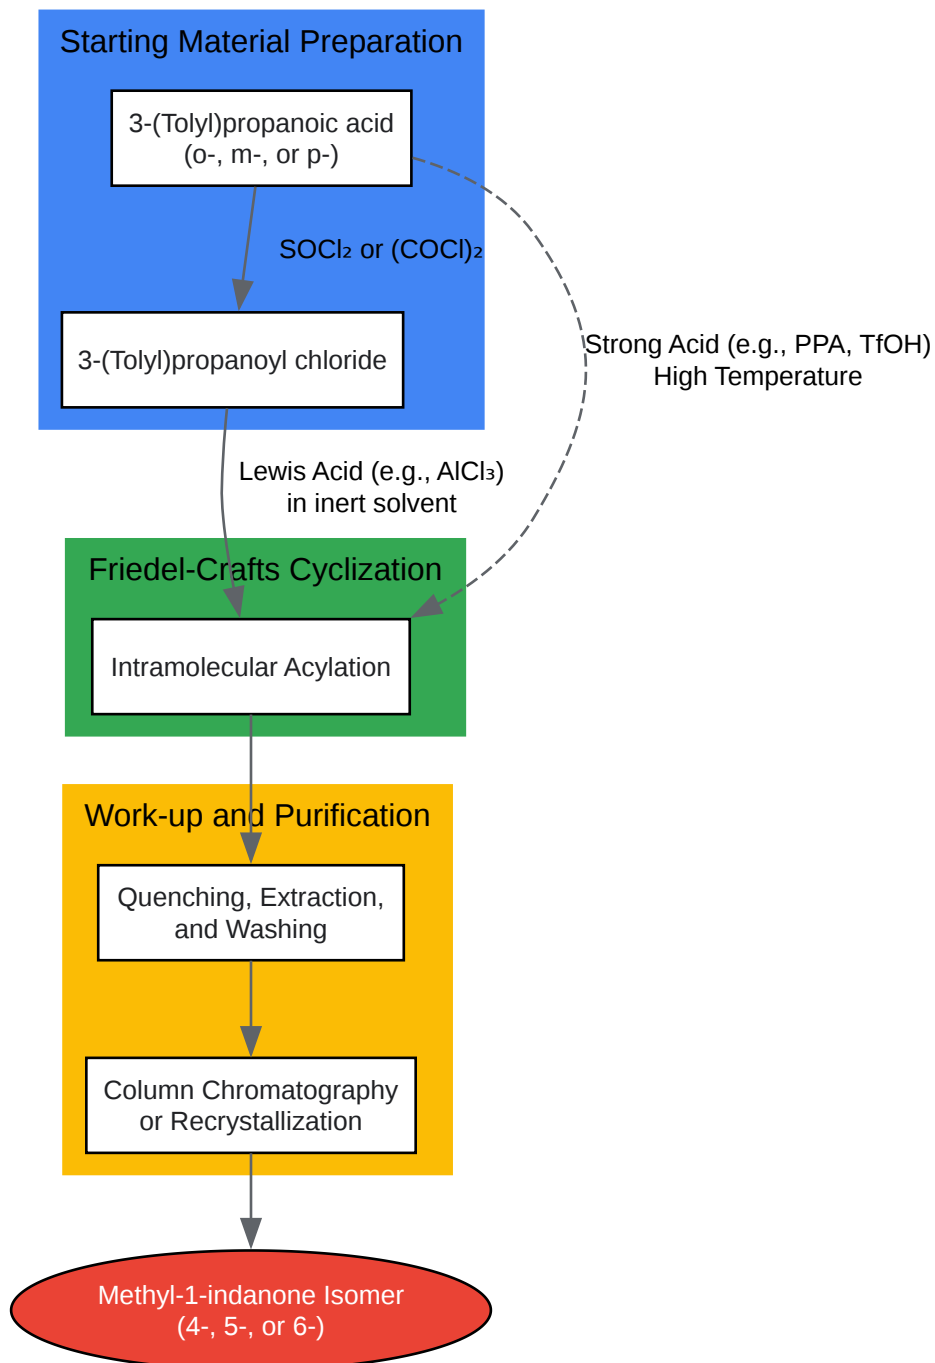 Starting Material Preparation
3-(Tolyl)propanoic acid
(o-, m-, or p-)
SOCl₂ or (COCl)₂
Strong Acid (e.g., PPA, TfOH)
High Temperature
3-(Tolyl)propanoyl chloride
Lewis Acid (e.g., AlCl₃)
in inert solvent
Friedel-Crafts Cyclization
Intramolecular Acylation
Work-up and Purification
Quenching, Extraction,
and Washing
Column Chromatography
or Recrystallization
Methyl-1-indanone Isomer
(4-, 5-, or 6-)